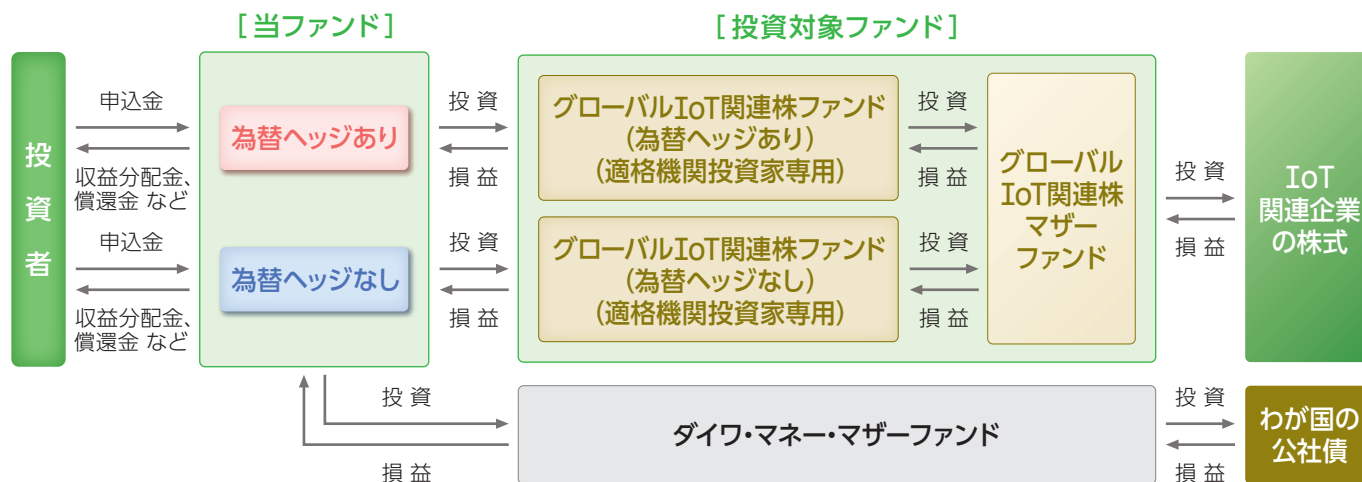 [当ファンド]
[投資対象ファンド]
投資者
申込金
収益分配金、
償還金 など
申込金
収益分配金、
償還金 など
為替ヘッジあり
為替ヘッジなし
投 資
損 益
投 資
損 益
グローバルIoT関連株ファンド
(為替ヘッジあり)
(適格機関投資家専用)
グローバルIoT関連株ファンド
(為替ヘッジなし)
(適格機関投資家専用)
投 資
損 益
投 資
損 益
グローバル
IoT関連株
マザー
ファンド
投 資
損 益
IoT
関連企業
の株式
投 資
損 益
ダイワ・マネー・マザーファンド
投 資
損 益
わが国の
公社債